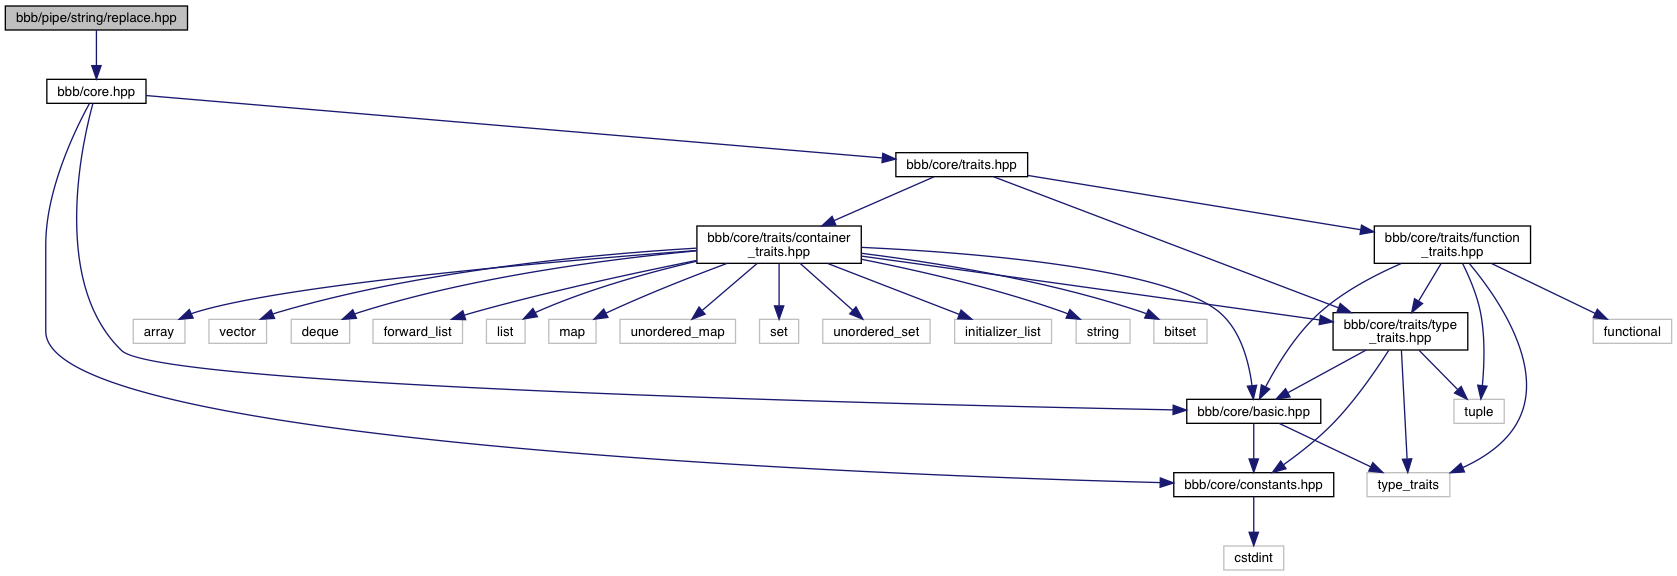 bbb/pipe/string/replace.hpp
bbb/core.hpp
bbb/core/traits.hpp
bbb/core/traits/container
_traits.hpp
bbb/core/traits/function
_traits.hpp
array
vector
deque
forward_list
list
map
unordered_map
set
unordered_set
initializer_list
string
bitset
bbb/core/traits/type
_traits.hpp
functional
bbb/core/basic.hpp
tuple
bbb/core/constants.hpp
type_traits
cstdint